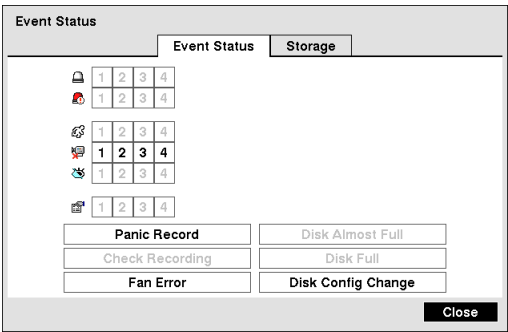 Event Status
Event Status Storage
1 2 3 4
1 2 3 4
1 2 3 4
1 2 3 4
1 2 3 4
1 2 3 4
Panic Record Disk Almost Full
Check Recording Disk Full
Fan Error Disk Config Change
Close